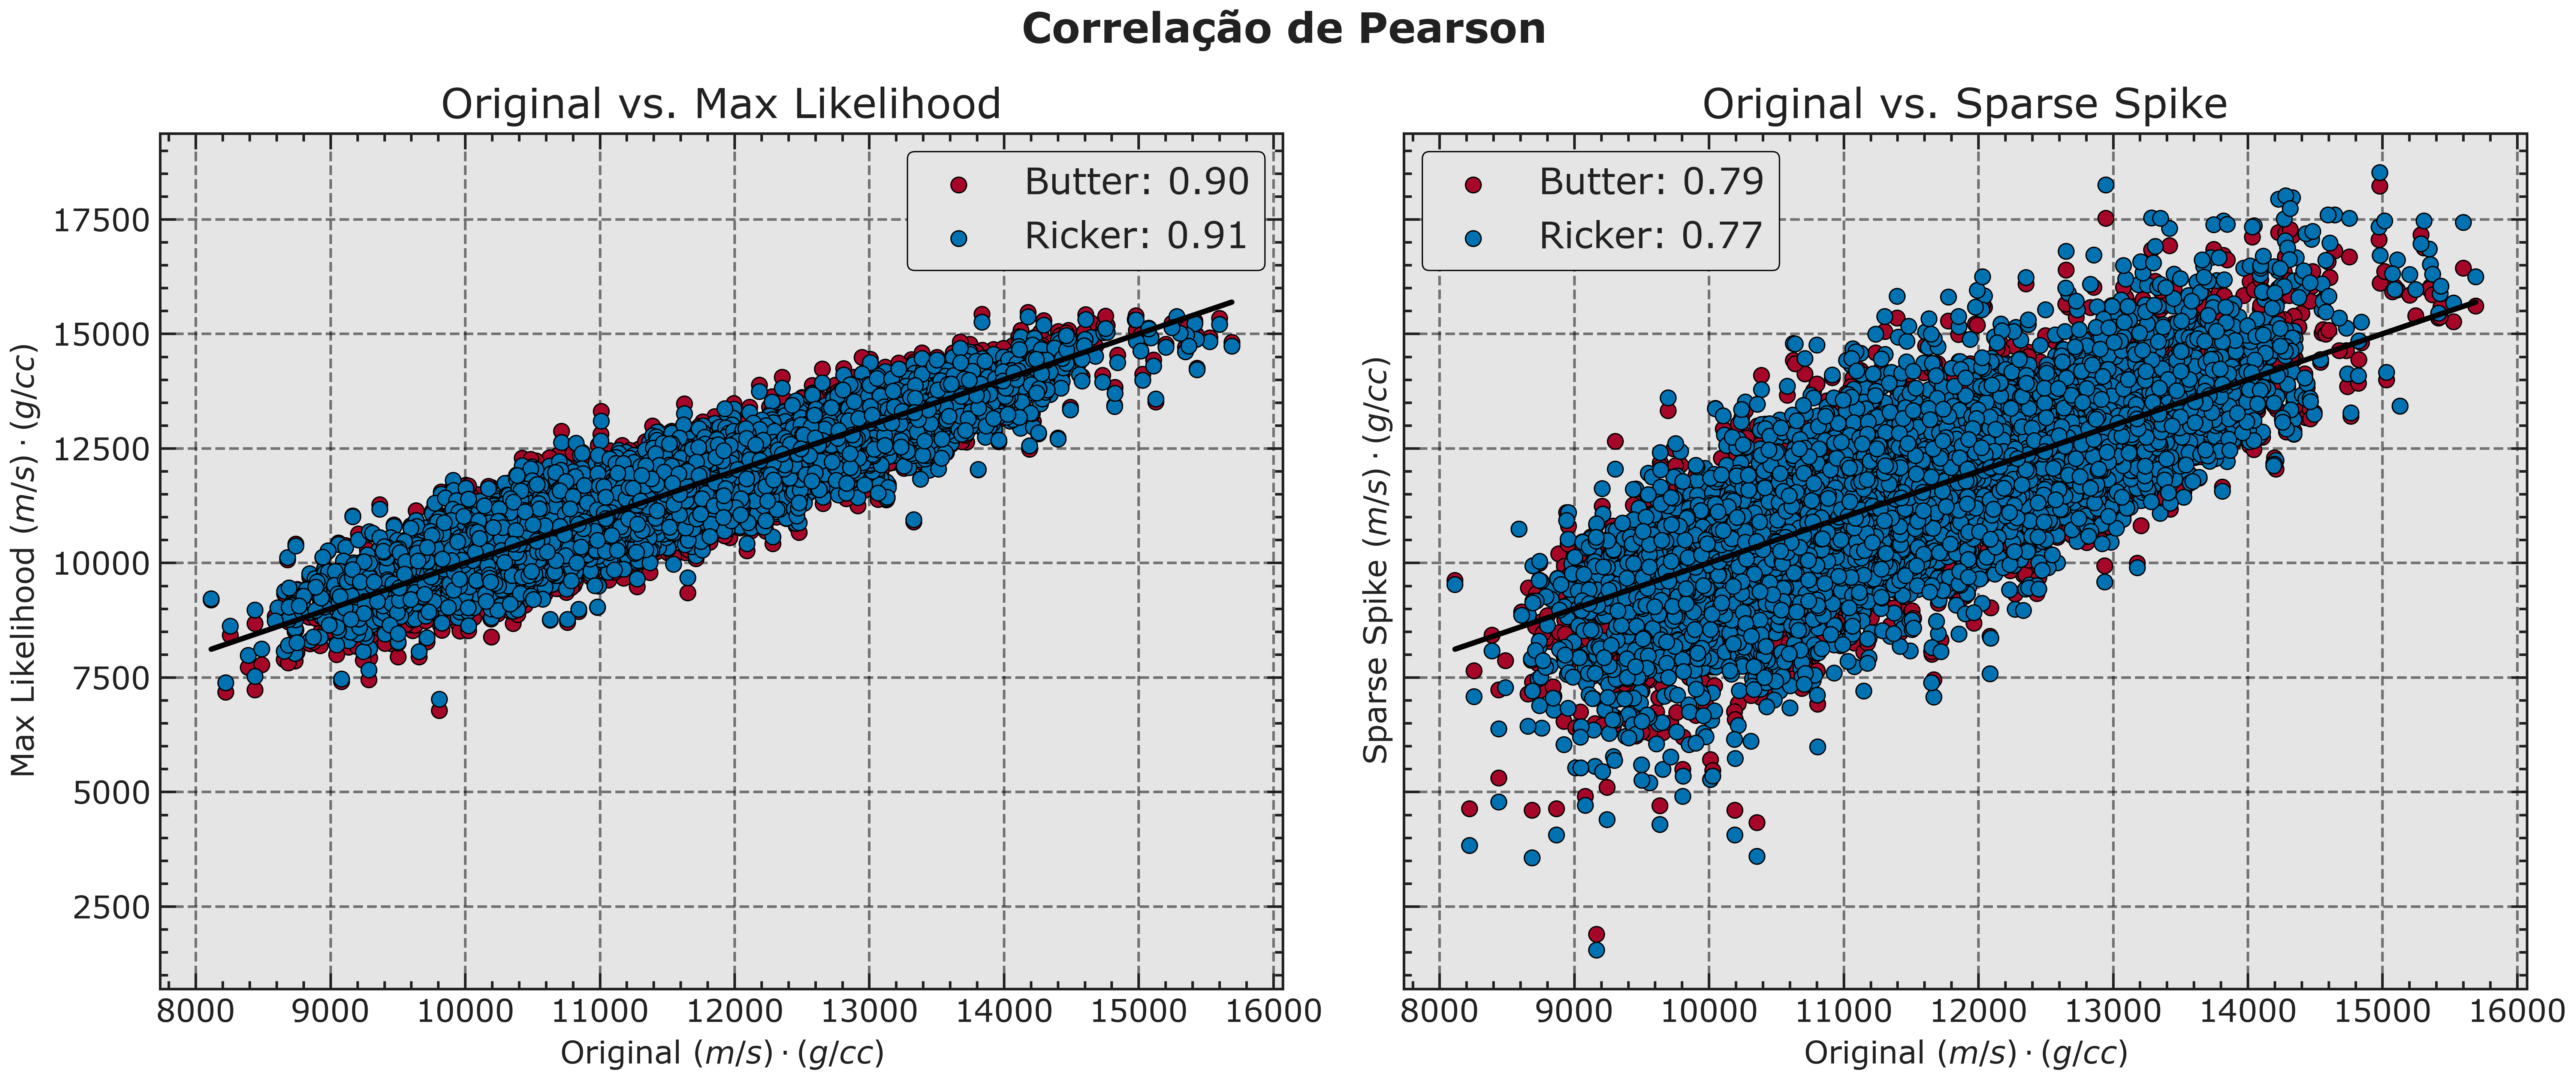 Correlação de Pearson
Original vs. Max Likelihood
Butter: 0.90
Ricker: 0.91
17500
15000
12500
10000
7500
5000
2500
Max Likelihood (m/s) · (g/cc)
8000 9000 10000 11000 12000 13000 14000 15000 16000
Original (m/s) · (g/cc)
Original vs. Sparse Spike
Butter: 0.79
Ricker: 0.77
Sparse Spike (m/s) · (g/cc)
8000 9000 10000 11000 12000 13000 14000 15000 16000
Original (m/s) · (g/cc)